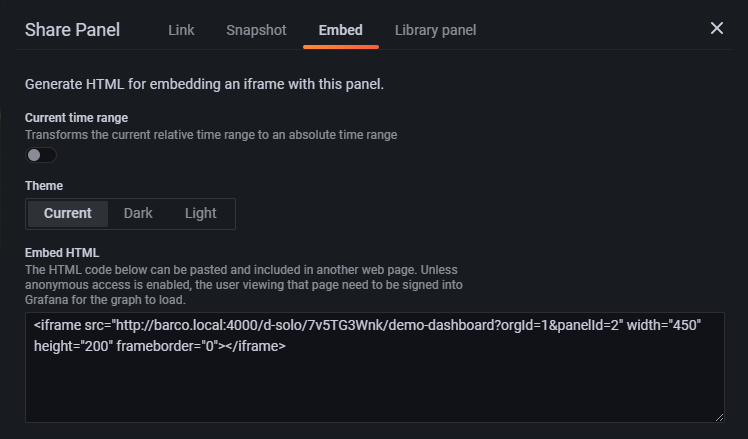 Share Panel Link Snapshot Embed Library panel
Generate HTML for embedding an iframe with this panel.
Current time range
Transforms the current relative time range to an absolute time range
Theme
Current Dark Light
Embed HTML
The HTML code below can be pasted and included in another web page. Unless
anonymous access is enabled, the user viewing that page need to be signed into
Grafana for the graph to load.
<iframe src="http://barco.local:4000/d-solo/7v5TG3Wnk/demo-dashboard?orgId=1&panelId=2" width="450"
height="200" frameborder="0"></iframe>